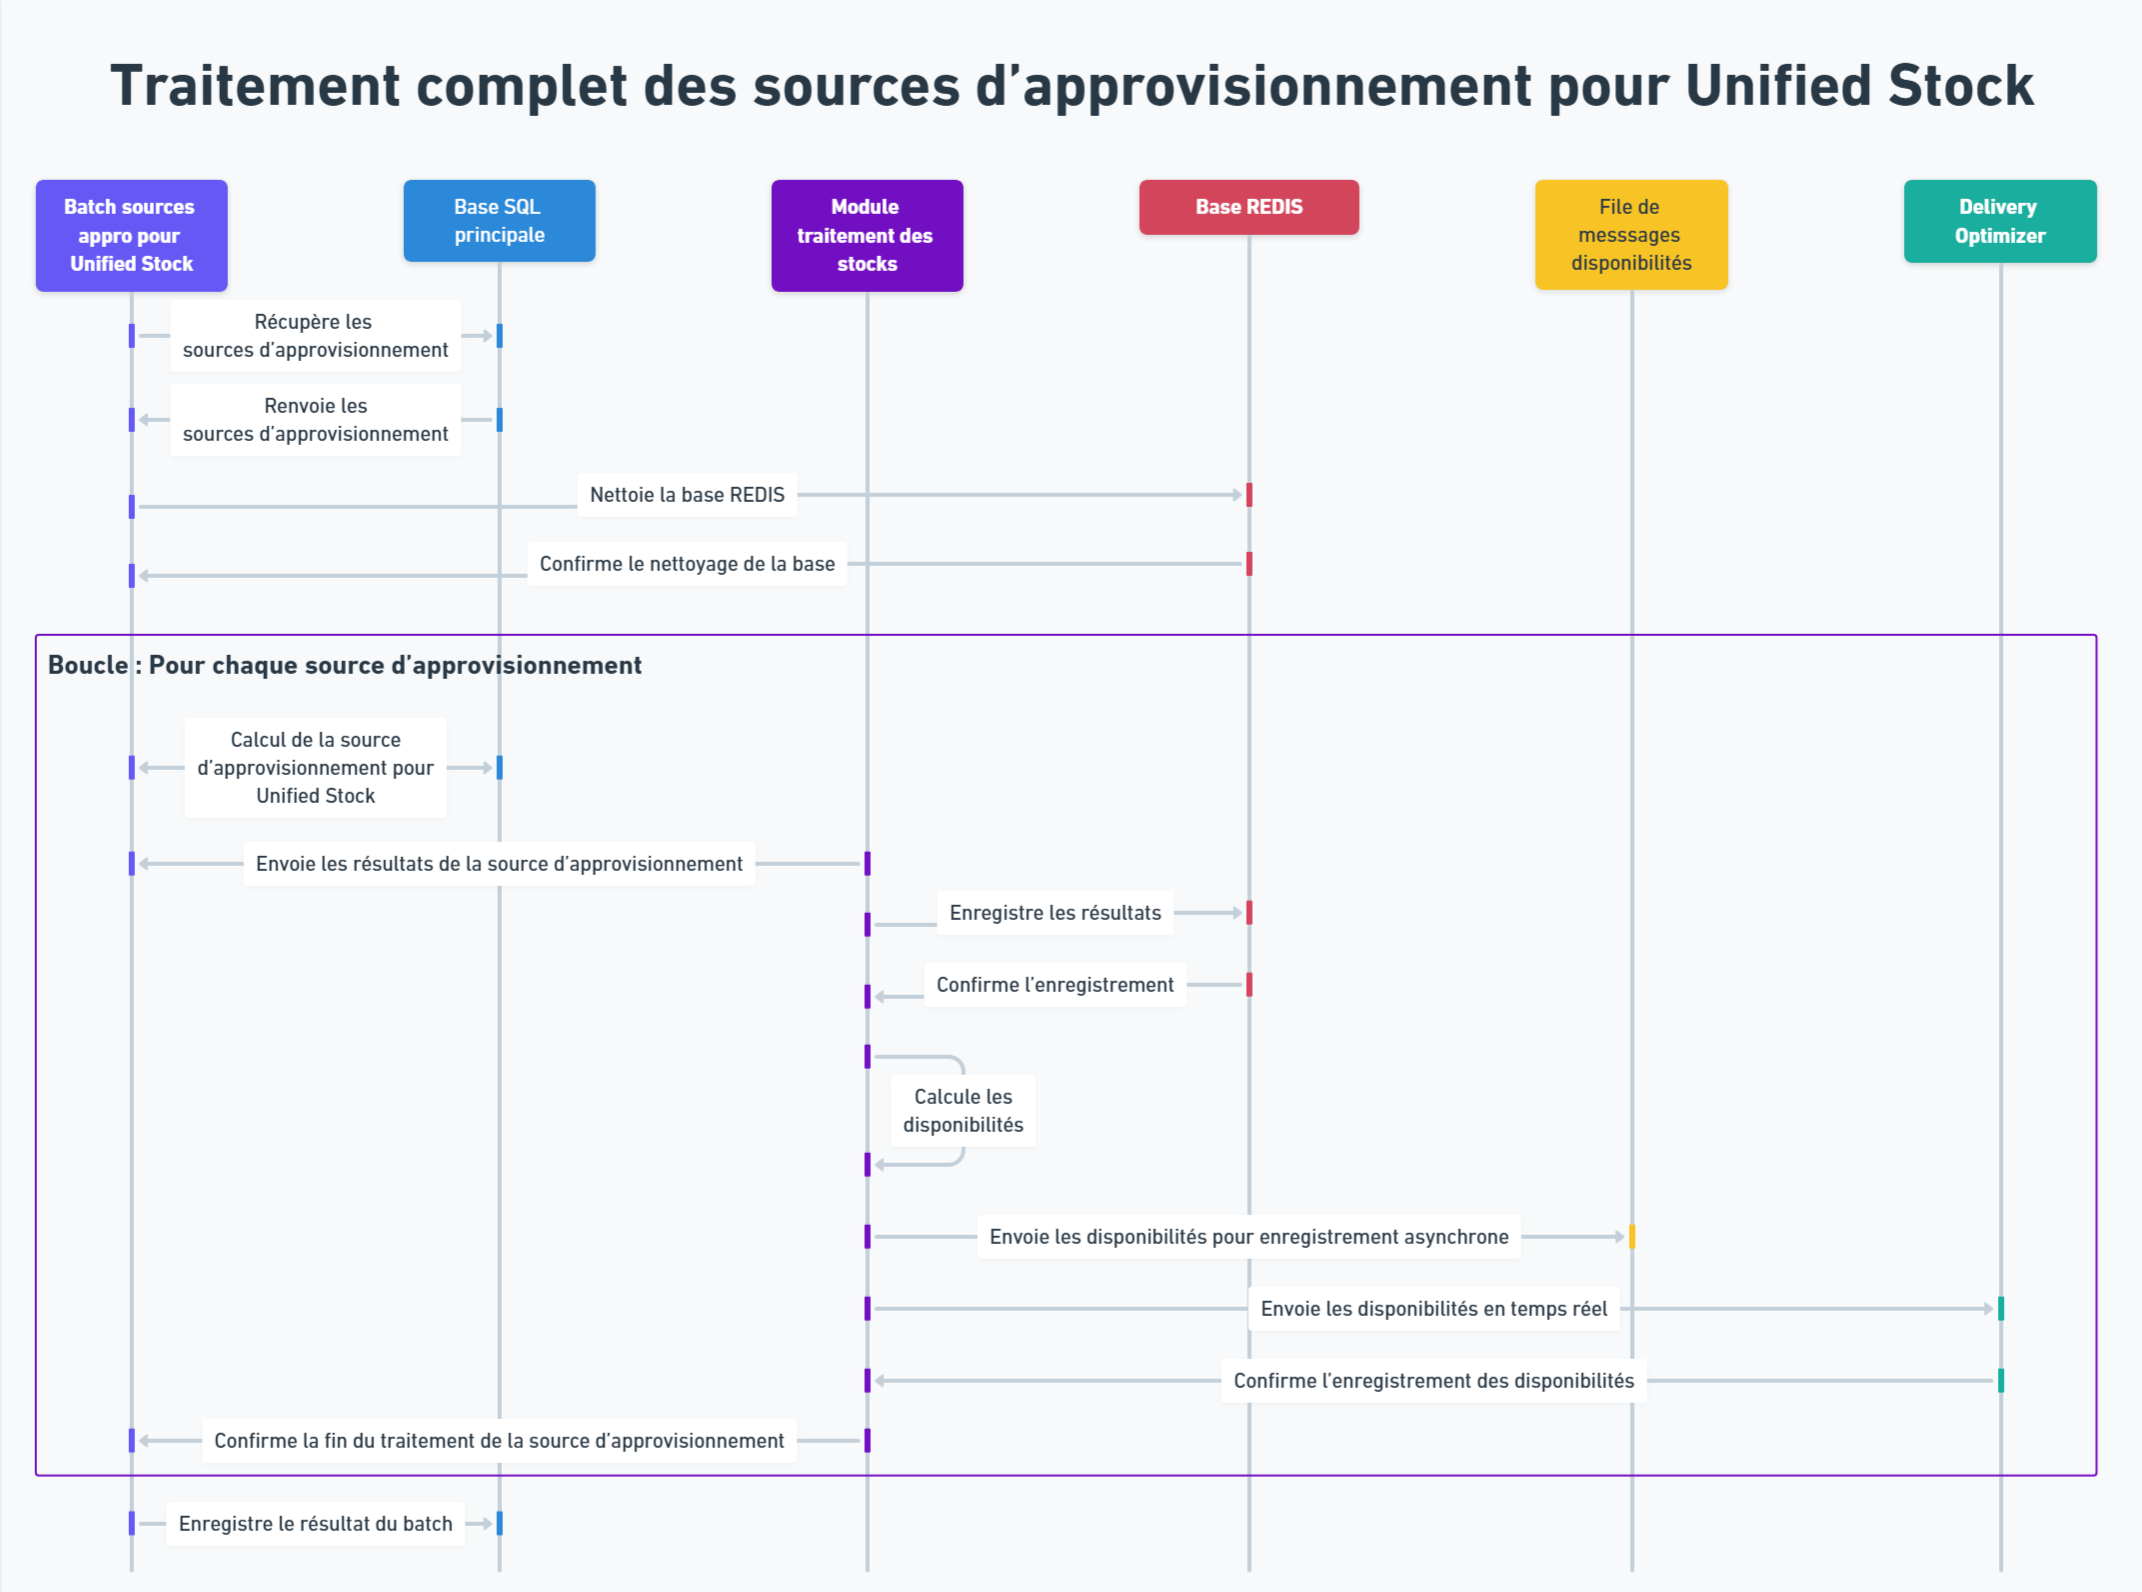 Traitement complet des sources d’approvisionnement pour Unified Stock
Batch sources
appro pour
Unified Stock
Base SQL
principale
Module
traitement des
stocks
Base REDIS
File de
messsages
disponibilités
Delivery
Optimizer
Récupère les
sources d’approvisionnement
Renvoie les
sources d’approvisionnement
Nettoie la base REDIS
Confirme le nettoyage de la base
Boucle : Pour chaque source d’approvisionnement
Calcul de la source
d’approvisionnement pour
Unified Stock
Envoie les résultats de la source d’approvisionnement
Enregistre les résultats
Confirme l’enregistrement
Calcule les
disponibilités
Envoie les disponibilités pour enregistrement asynchrone
Envoie les disponibilités en temps réel
Confirme l’enregistrement des disponibilités
Confirme la fin du traitement de la source d’approvisionnement
Enregistre le résultat du batch